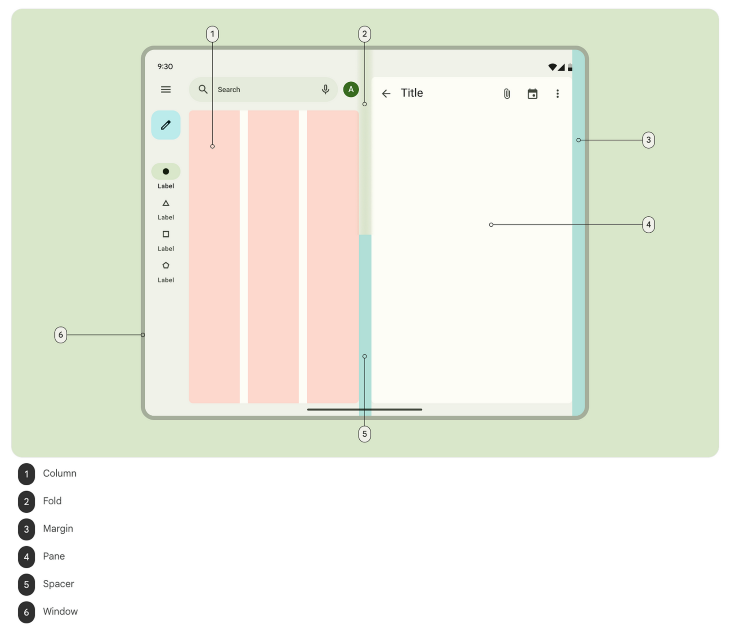 1
2
9:30
Search
A
Title
3
Label
Label
4
Label
Label
6
5
1 Column
2 Fold
3 Margin
4 Pane
5 Spacer
6 Window